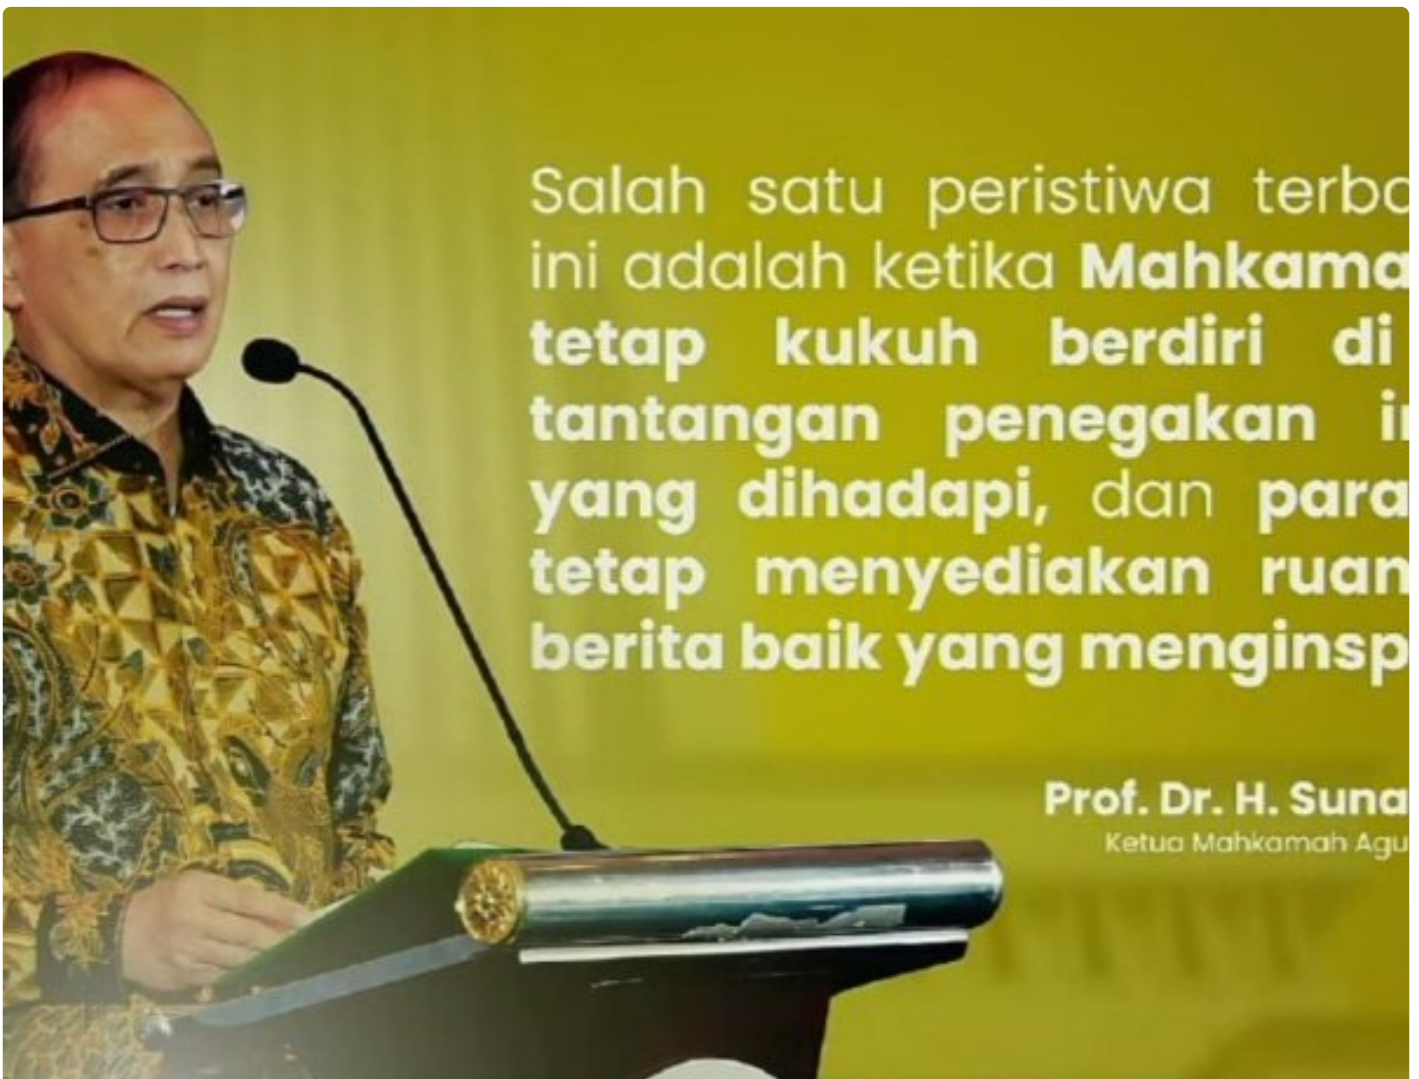 Salah satu peristiwa terba
ini adalah ketika Mahkama
tetap kukuh berdiri di
tantangan penegakan i
yang dihadapi, dan para
tetap menyediakan ruan
berita baik yang menginsp
Prof. Dr. H. Suna
Ketua Mahkamah Agu